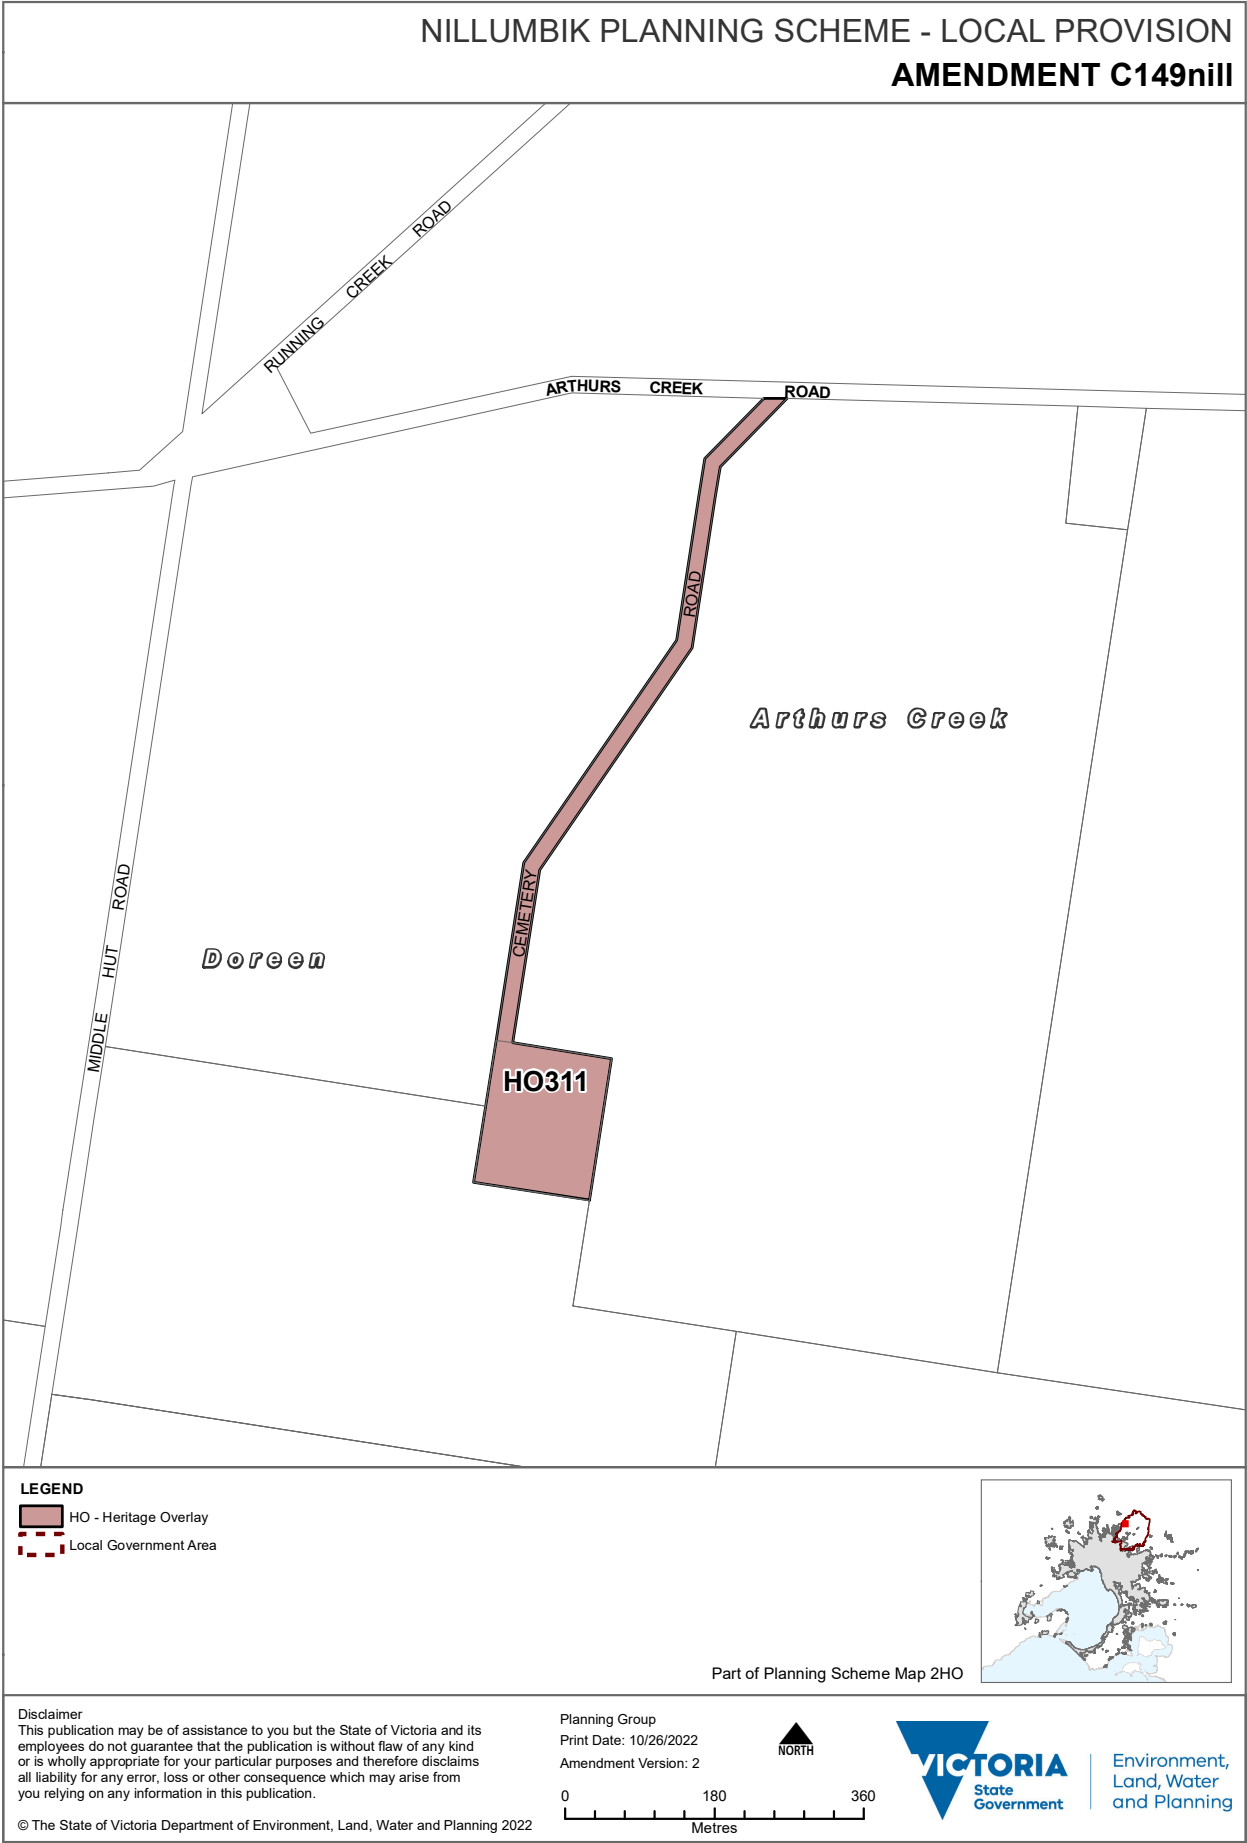 NILLUMBIK PLANNING SCHEME - LOCAL PROVISION
AMENDMENT C149nill
RUNNING CREEK ROAD
ARTHURS CREEK ROAD
ROAD
Arthurs Creek
MIDDLE HUT ROAD
CEMETERY
Doreen
HO311
LEGEND
HO - Heritage Overlay
Local Government Area
Part of Planning Scheme Map 2HO
Disclaimer
This publication may be of assistance to you but the State of Victoria and its
employees do not guarantee that the publication is without flaw of any kind
or is wholly appropriate for your particular purposes and therefore disclaims
all liability for any error, loss or other consequence which may arise from
you relying on any information in this publication.
© The State of Victoria Department of Environment, Land, Water and Planning 2022
Planning Group
Print Date: 10/26/2022
Amendment Version: 2
NORTH
0 180 360
Metres
VICTORIA
State
Government
Environment,
Land, Water
and Planning